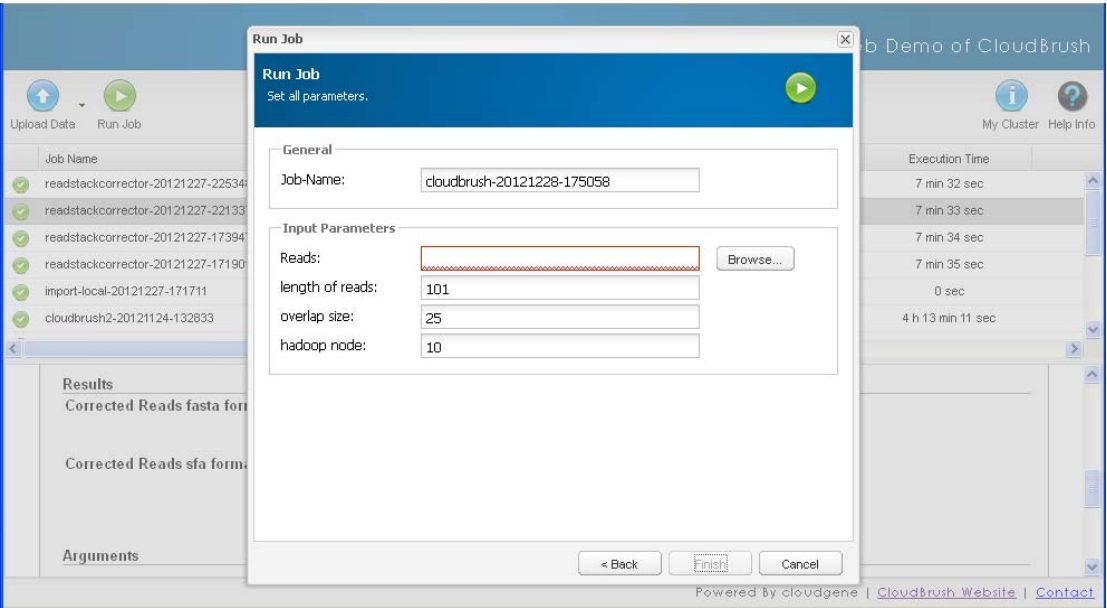 Run Job
b Demo of CloudBrush
Run Job
Set all parameters.
Upload Data Run Job
My Cluster Help Info
General
Job-Name: cloudbrush-20121228-175058
Job Name Execution Time
readstackcorrector-20121227-22534 7 min 32 sec
readstackcorrector-20121227-22133 7 min 33 sec
readstackcorrector-20121227-17394 7 min 34 sec
readstackcorrector-20121227-17190 7 min 35 sec
import-local-20121227-171711 0 sec
cloudbrush2-20121124-132833 4 h 13 min 11 sec
Input Parameters
Reads: Browse...
length of reads: 101
overlap size: 25
hadoop node: 10
Results
Corrected Reads fasta for
Corrected Reads sfa form
Arguments
< Back Finish Cancel
Powered By cloudgene | CloudBrush Website | Contact